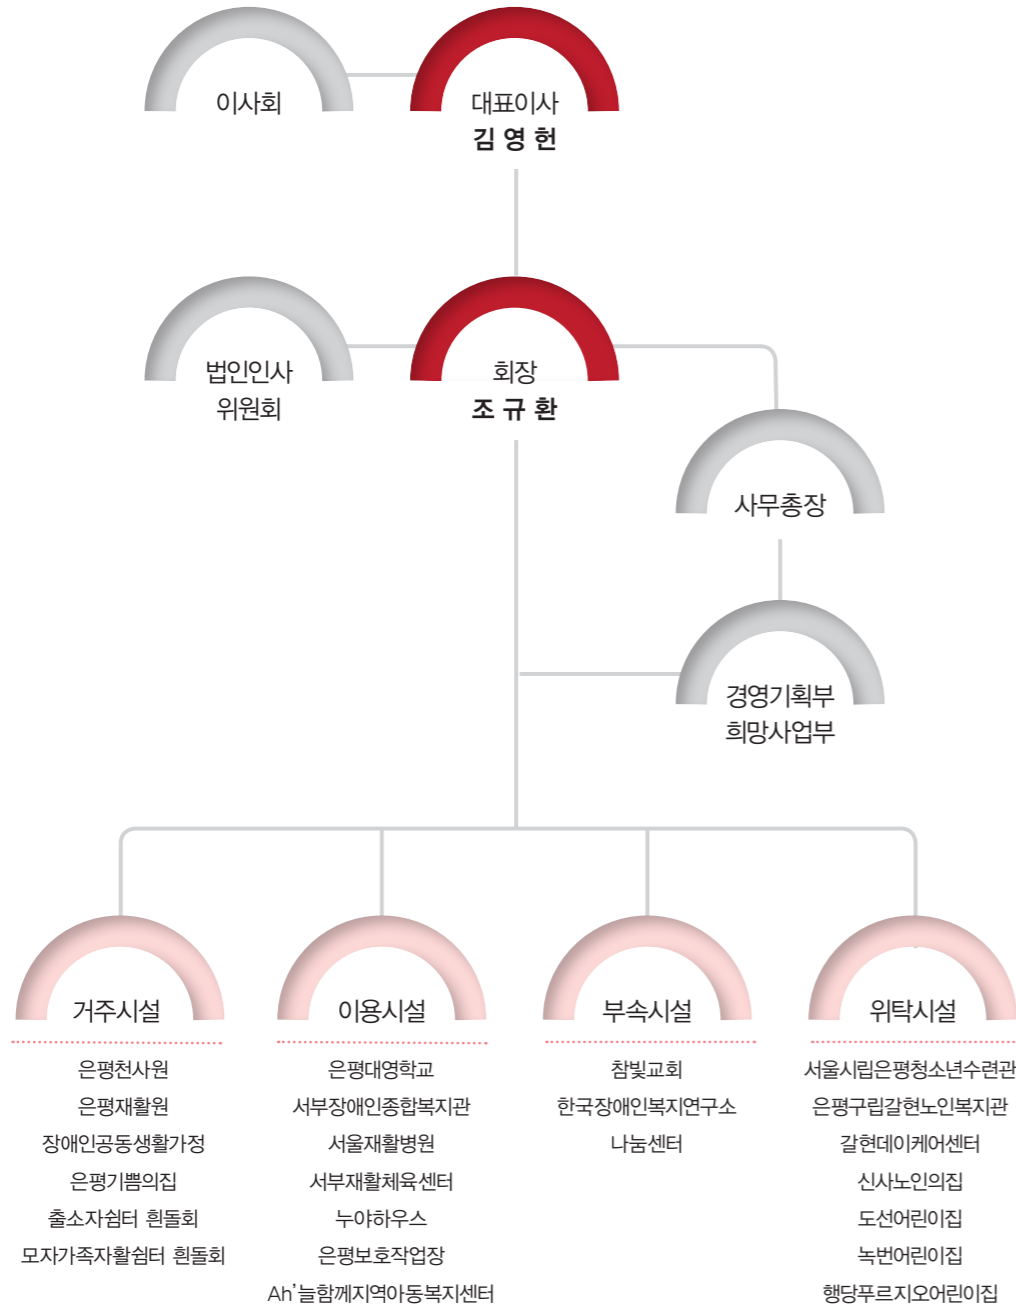 이사회
대표이사
김영헌
법인인사
위원회
회장
조규환
사무총장
경영기획부
희망사업부
거주시설
은평천사원
은평재활원
장애인공동생활가정
은평기쁨의집
출소자쉼터 흰돌회
모자가족자활쉼터 흰돌회
이용시설
은평대영학교
서부장애인종합복지관
서울재활병원
서부재활체육센터
누야하우스
은평보호작업장
Ah'늘함께지역아동복지센터
부속시설
참빛교회
한국장애인복지연구소
나눔센터
위탁시설
서울시립은평청소년수련관
은평구립갈현노인복지관
갈현데이케어센터
신사노인의집
도선어린이집
녹번어린이집
행당푸르지오어린이집